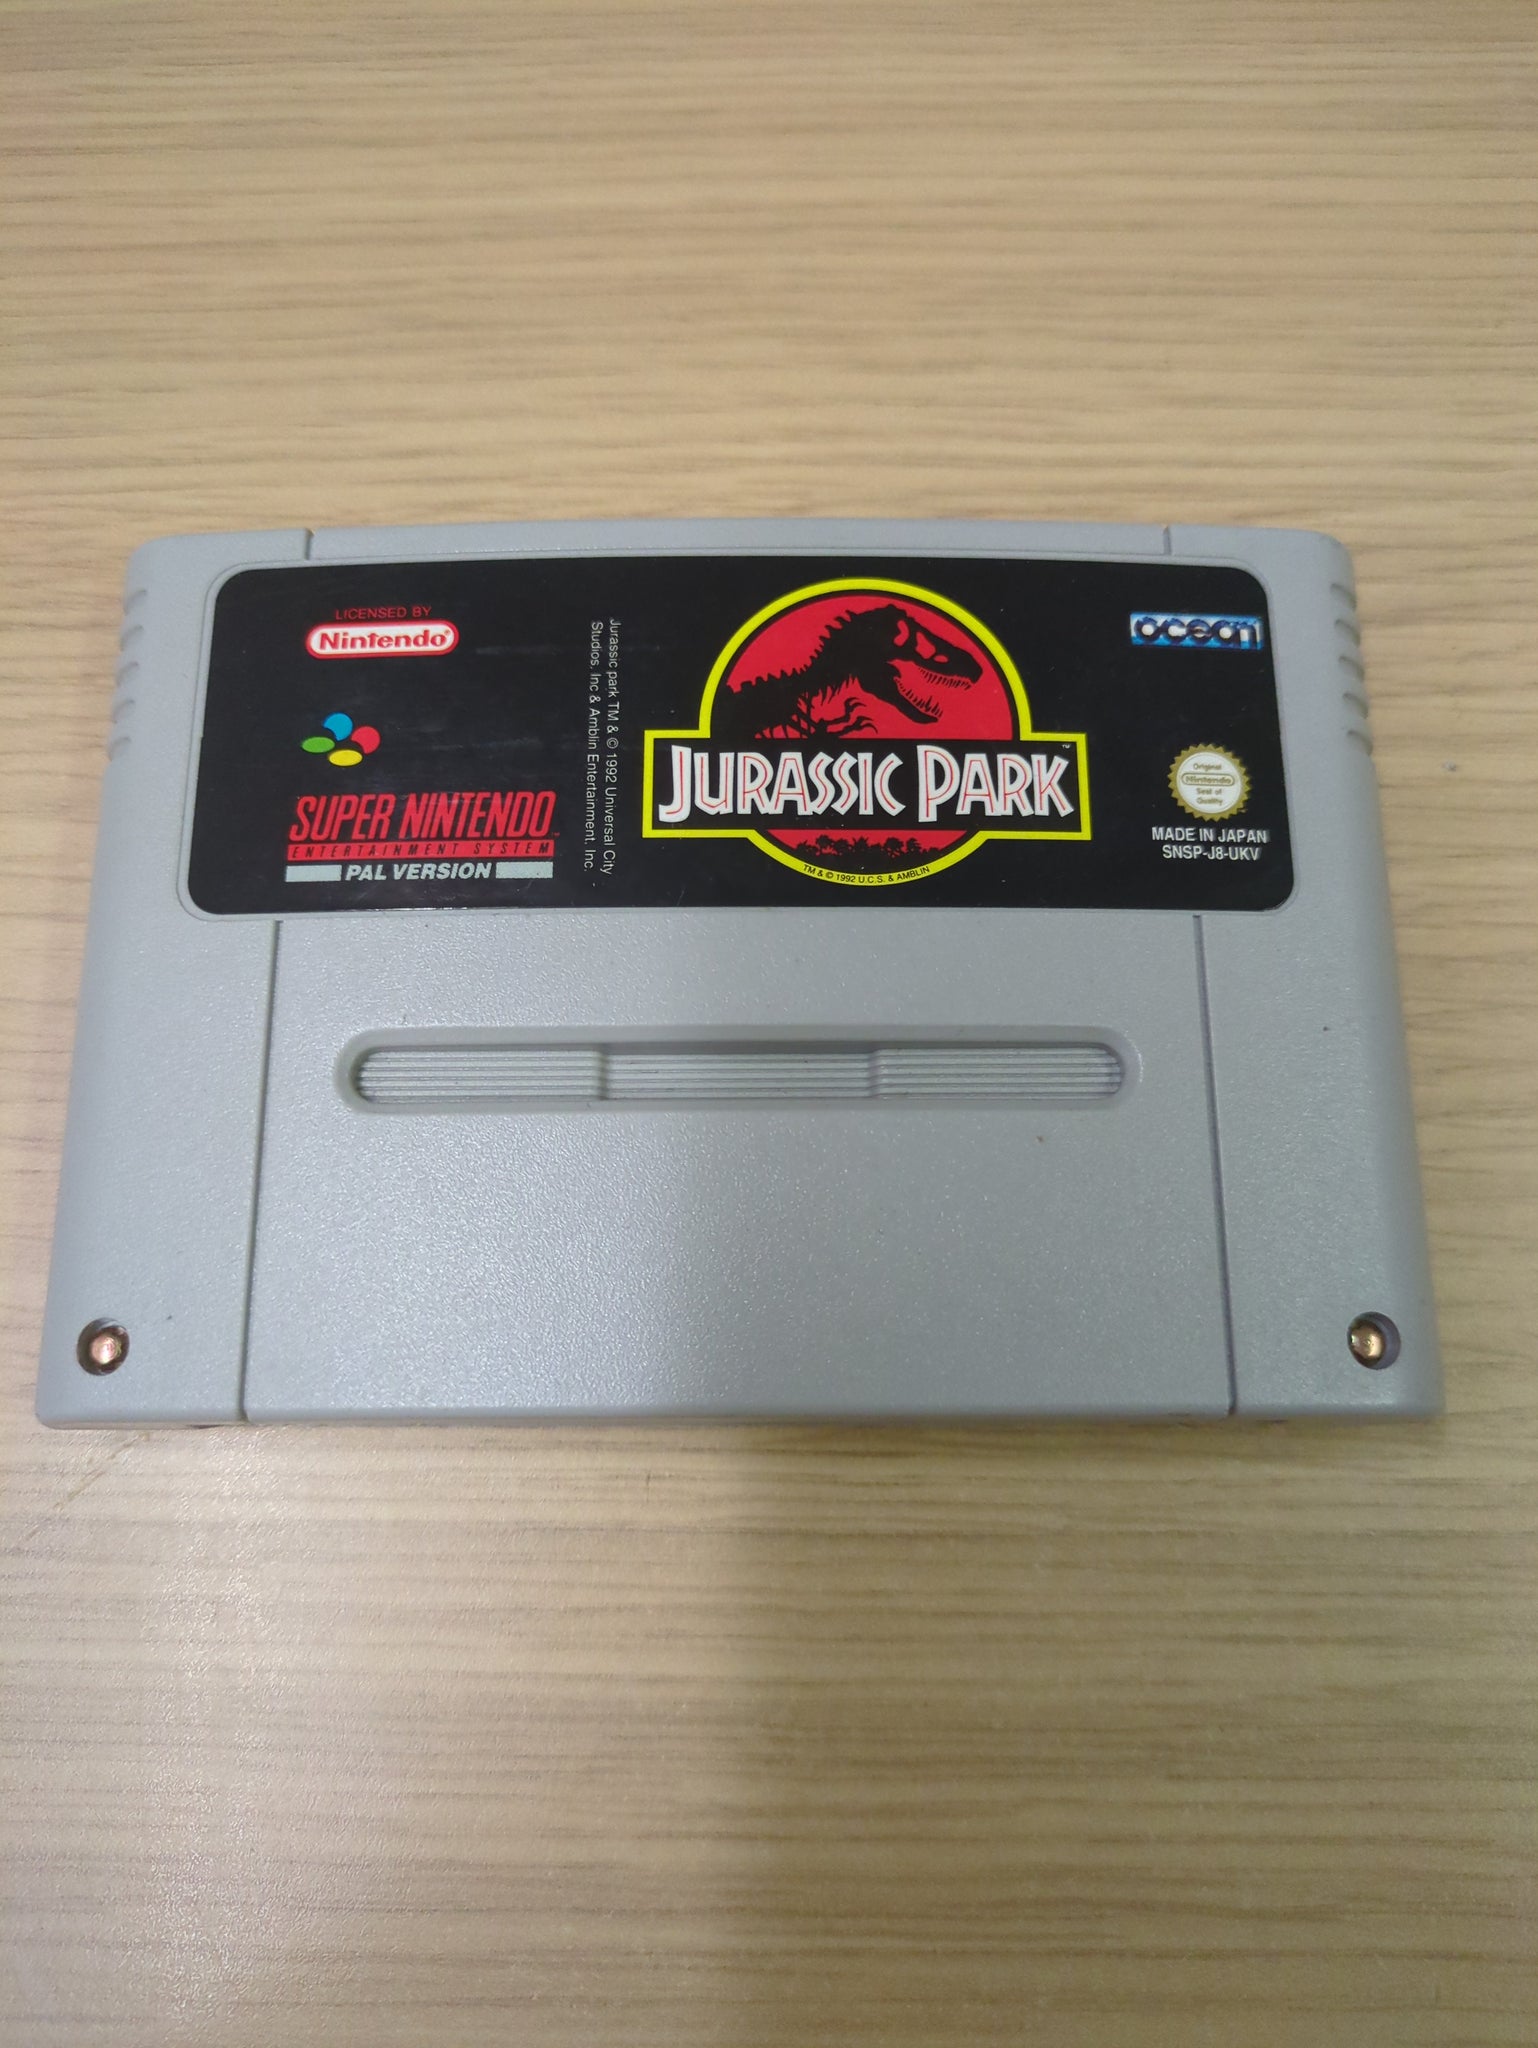 LICENSED BY
Nintendo®
SUPER NINTENDO
ENTERTAINMENT SYSTEM
PAL VERSION
Jurassic park TM & © 1992 Universal City
Studios, Inc & Amblin Entertainment, Inc.
JURASSIC PARK™
TM & © 1992 U.C.S. & AMBLIN
ocean
Original
Nintendo
Seal of
Quality
MADE IN JAPAN
SNSP-J8-UKV